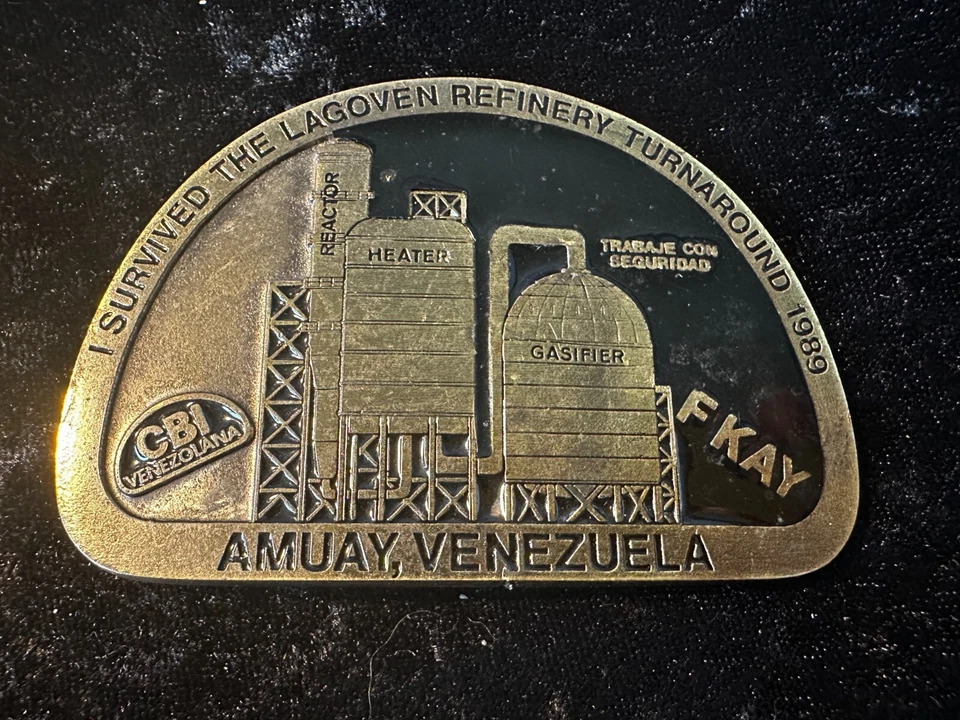 I SURVIVED THE LAGOVEN REFINERY TURNAROUND 1989
REACTOR
HEATER
TRABAJE CON
SEGURIDAD
GASIFIER
F KAY
CBI
VENEZOLANA
AMUAY, VENEZUELA